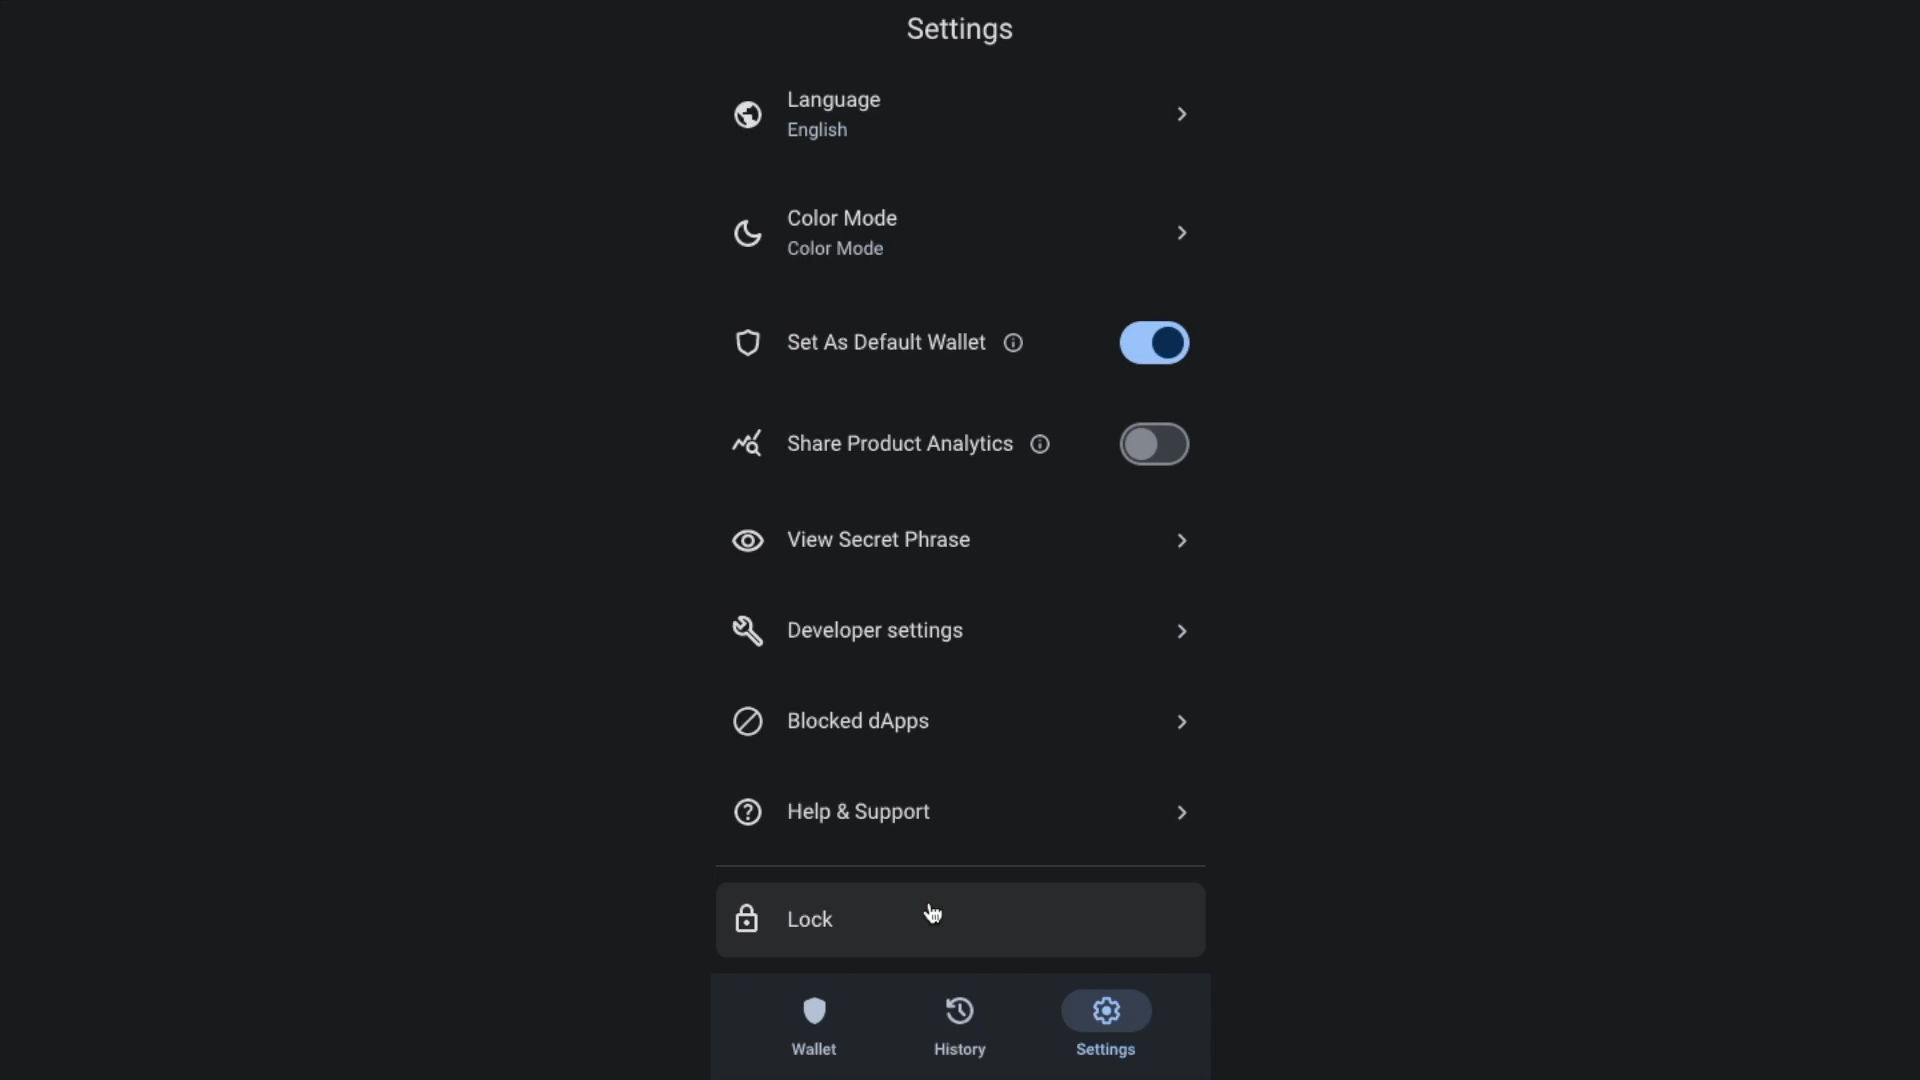 Settings
Language
English
Color Mode
Color Mode
Set As Default Wallet
Share Product Analytics
View Secret Phrase
Developer settings
Blocked dApps
Help & Support
Lock
Wallet
History
Settings